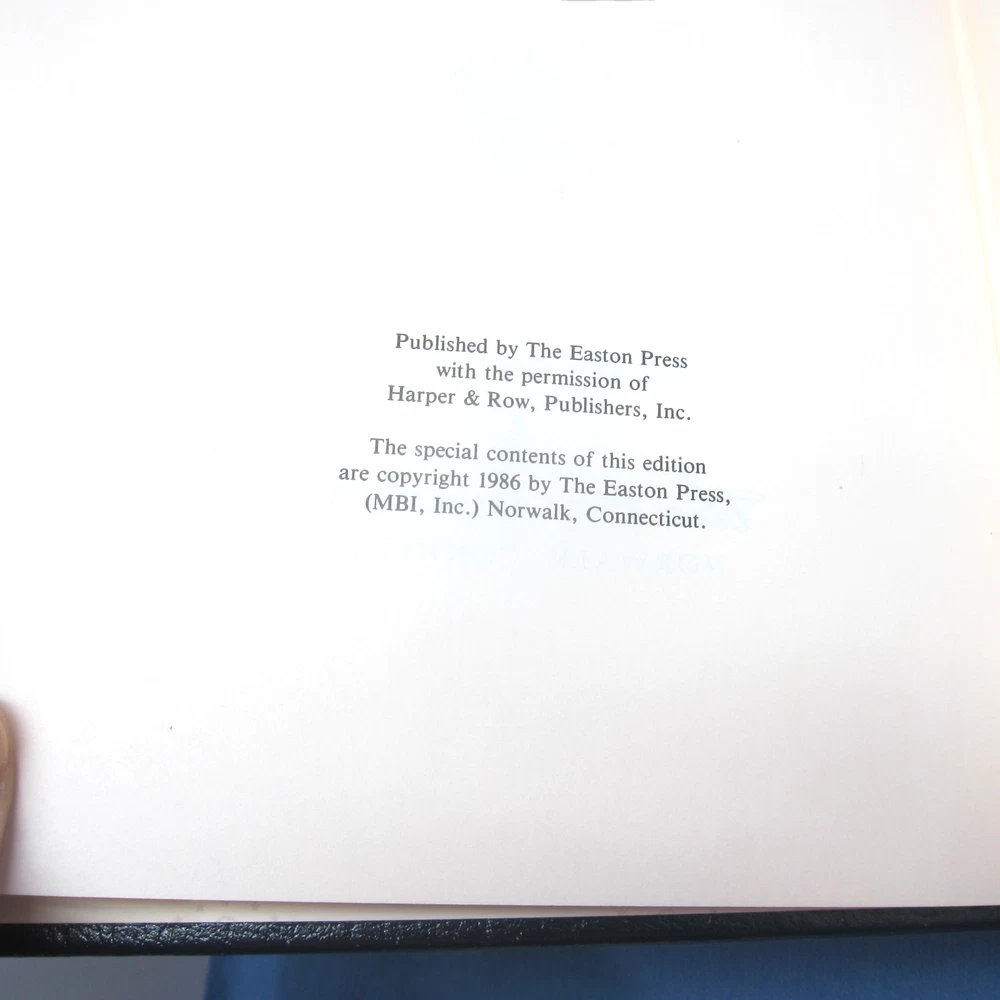 Published by The Easton Press
with the permission of
Harper & Row, Publishers, Inc.
The special contents of this edition
are copyright 1986 by The Easton Press,
(MBI, Inc.) Norwalk, Connecticut.